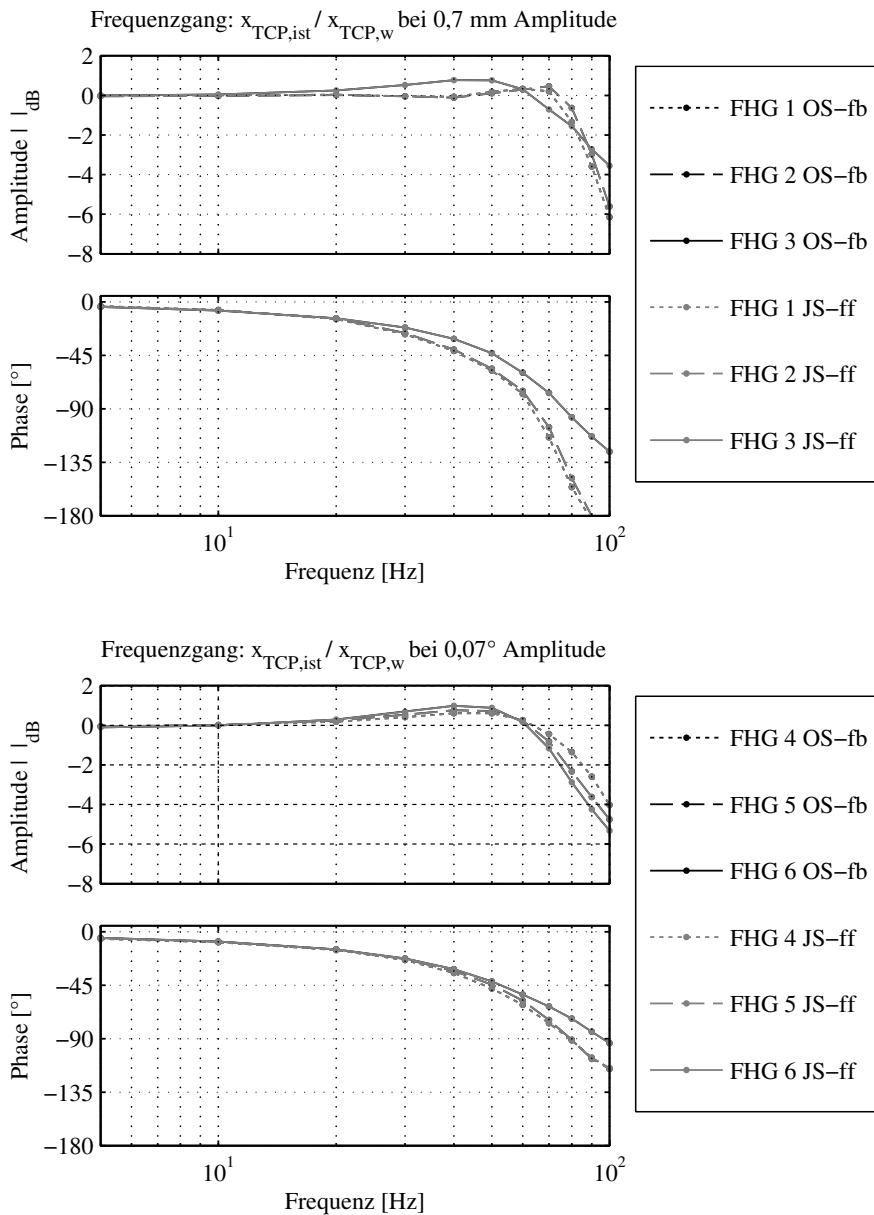 Frequenzgang: x_TCP,ist / x_TCP,w bei 0,7 mm Amplitude
Amplitude | |_dB
2
0
−2
−4
−6
−8
Phase [°]
0
−45
−90
−135
−180
10^1
10^2
Frequenz [Hz]
FHG 1 OS−fb
FHG 2 OS−fb
FHG 3 OS−fb
FHG 1 JS−ff
FHG 2 JS−ff
FHG 3 JS−ff
Frequenzgang: x_TCP,ist / x_TCP,w bei 0,07° Amplitude
Amplitude | |_dB
2
0
−2
−4
−6
−8
Phase [°]
0
−45
−90
−135
−180
10^1
10^2
Frequenz [Hz]
FHG 4 OS−fb
FHG 5 OS−fb
FHG 6 OS−fb
FHG 4 JS−ff
FHG 5 JS−ff
FHG 6 JS−ff